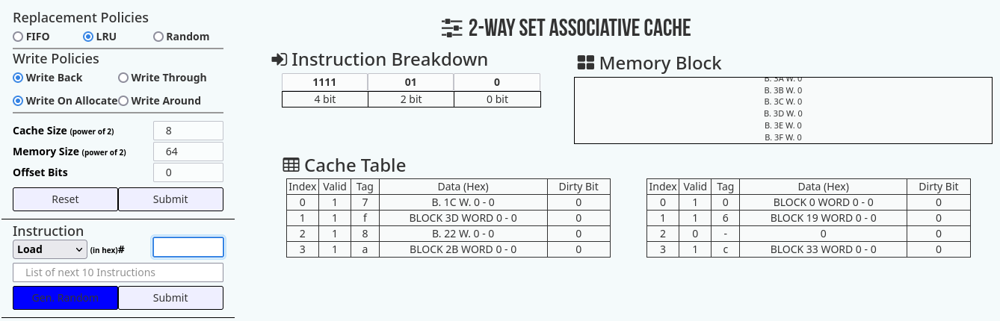 Replacement Policies
FIFO LRU Random
Write Policies
Write Back Write Through
Write On Allocate Write Around
Cache Size (power of 2) 8
Memory Size (power of 2) 64
Offset Bits 0
Reset Submit
Instruction
Load (in hex)#
List of next 10 Instructions
Gen. Random Submit
2-WAY SET ASSOCIATIVE CACHE
Instruction Breakdown
1111 01 0
4 bit 2 bit 0 bit
Memory Block
B. 3A W. 0
B. 3B W. 0
B. 3C W. 0
B. 3D W. 0
B. 3E W. 0
B. 3F W. 0
Cache Table
Index Valid Tag Data (Hex) Dirty Bit
0 1 7 B. 1C W. 0 - 0 0
1 1 f BLOCK 3D WORD 0 - 0 0
2 1 8 B. 22 W. 0 - 0 0
3 1 a BLOCK 2B WORD 0 - 0 0
Index Valid Tag Data (Hex) Dirty Bit
0 1 0 BLOCK 0 WORD 0 - 0 0
1 1 6 BLOCK 19 WORD 0 - 0 0
2 0 - 0 0
3 1 c BLOCK 33 WORD 0 - 0 0